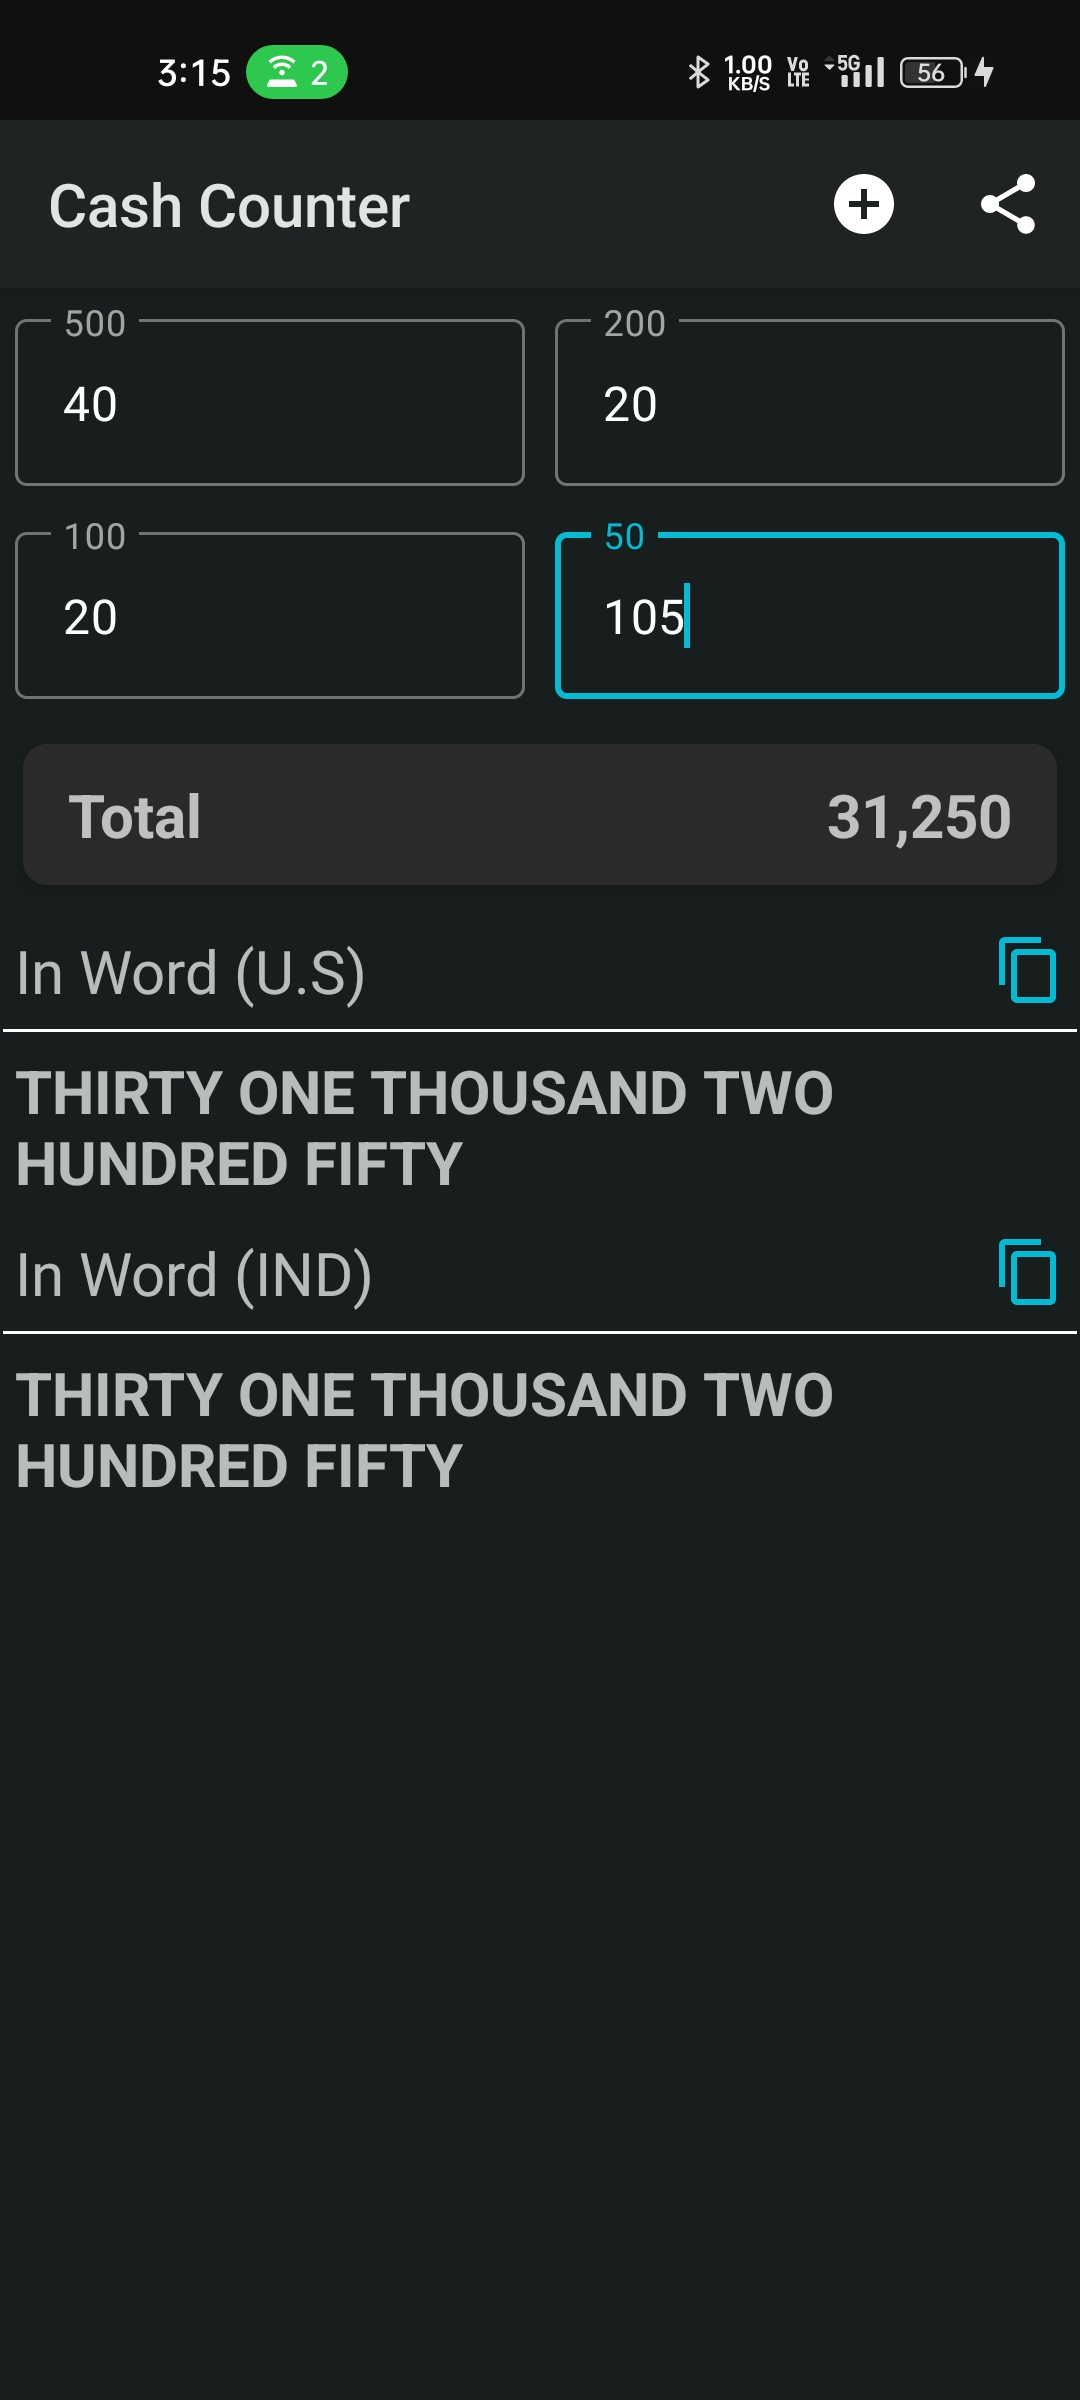 3:15 2 1.00 KB/S Vo LTE 5G 56
Cash Counter
500 200
40 20
100 50
20 105
Total 31,250
In Word (U.S)
THIRTY ONE THOUSAND TWO
HUNDRED FIFTY
In Word (IND)
THIRTY ONE THOUSAND TWO
HUNDRED FIFTY